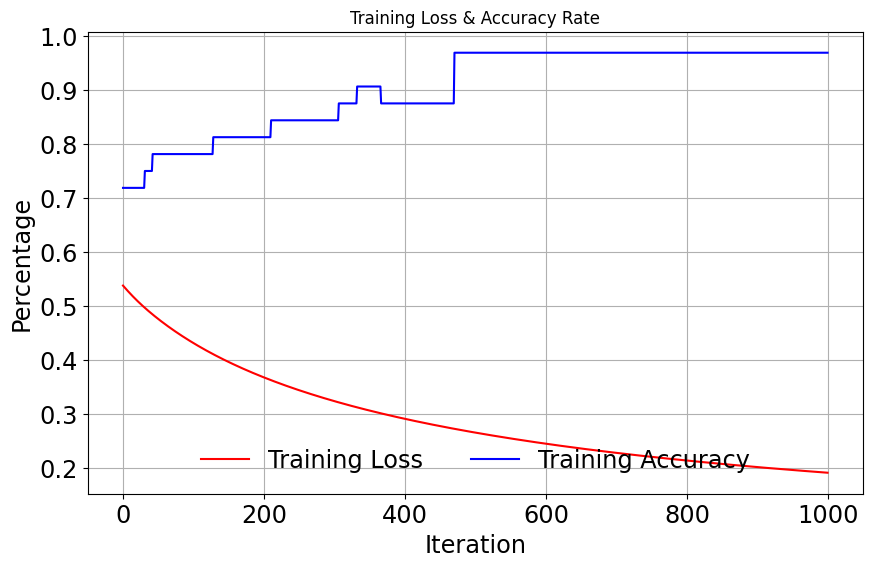 Training Loss & Accuracy Rate
Percentage
1.0
0.9
0.8
0.7
0.6
0.5
0.4
0.3
0.2
Training Loss
Training Accuracy
0 200 400 600 800 1000
Iteration